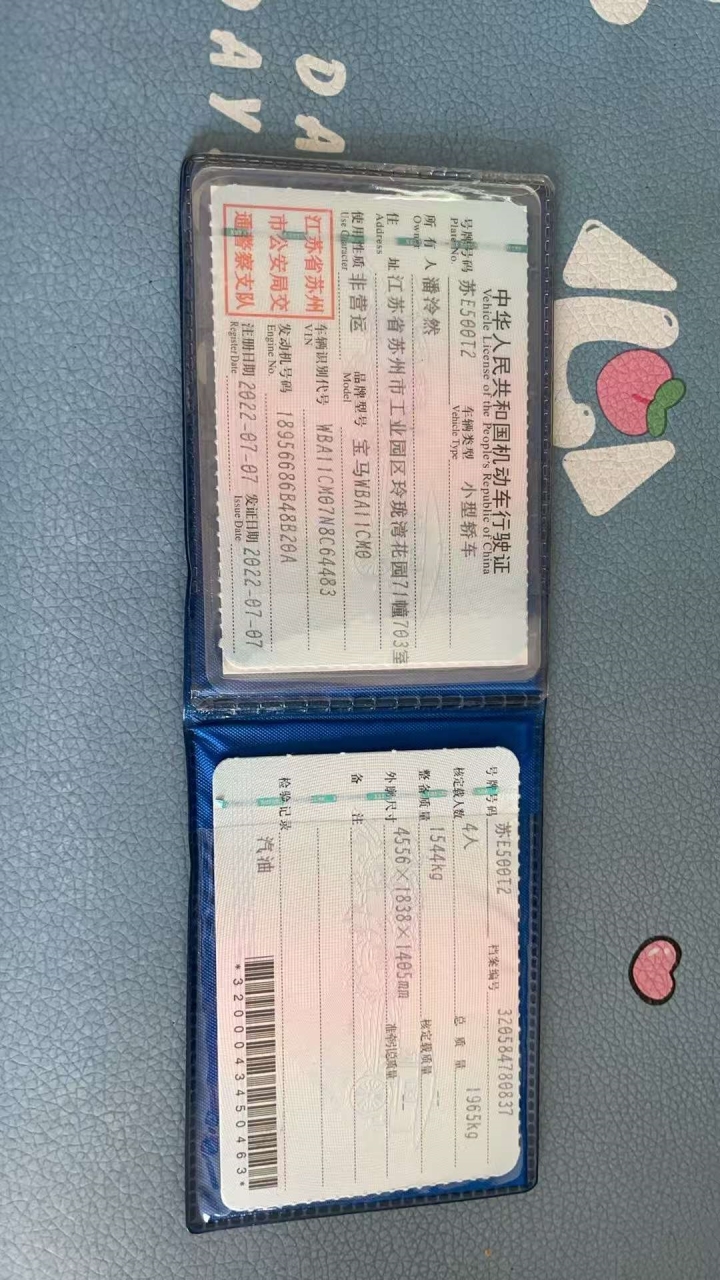 DA
DAY
中华人民共和国机动车行驶证
Vehicle License of the People's Republic of China
号牌号码 苏E500T2 车辆类型 小型轿车
Plate No. Vehicle Type
所有人 潘泠然
Owner
住址 江苏省苏州市工业园区玲珑湾花园71幢703室
Address
使用性质 非营运 品牌型号 宝马WBA11CM0
Use Character Model
江苏省苏州
市公安局交
通警察支队
车辆识别代号 WBA11CM07N8C64483
VIN
发动机号码 18956686B48B20A
Engine No.
注册日期 2022-07-07 发证日期 2022-07-07
Register Date Issue Date
号牌号码 苏E500T2 档案编号 320584780837
核定载人数 4人 总质量 1965kg
整备质量 1544kg 核定载质量 --
外廓尺寸 4556×1838×1405mm 准牵引总质量 --
备注
检验记录
汽油
*3200043450463*